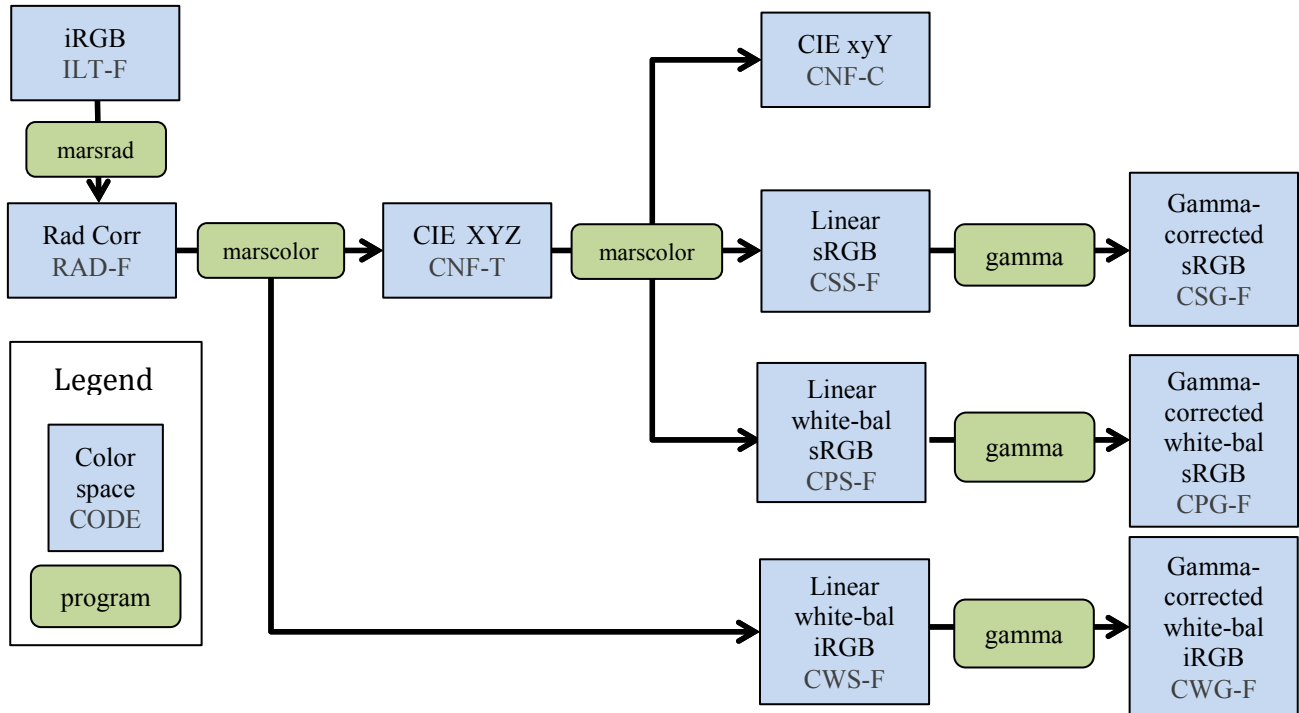 iRGB
ILT-F
marsrad
Rad Corr
RAD-F
marscolor
CIE XYZ
CNF-T
marscolor
CIE xyY
CNF-C
Linear
sRGB
CSS-F
gamma
Gamma-
corrected
sRGB
CSG-F
Linear
white-bal
sRGB
CPS-F
gamma
Gamma-
corrected
white-bal
sRGB
CPG-F
Linear
white-bal
iRGB
CWS-F
gamma
Gamma-
corrected
white-bal
iRGB
CWG-F
Legend
Color
space
CODE
program